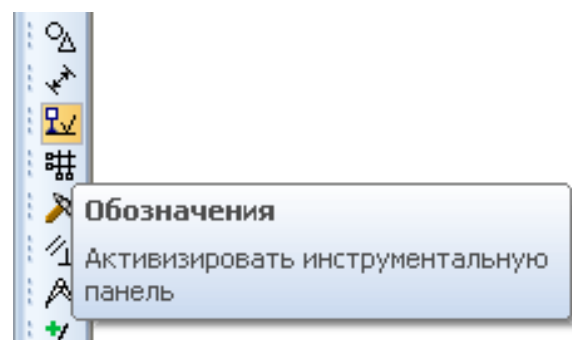 Обозначения
Активизировать инструментальную
панель